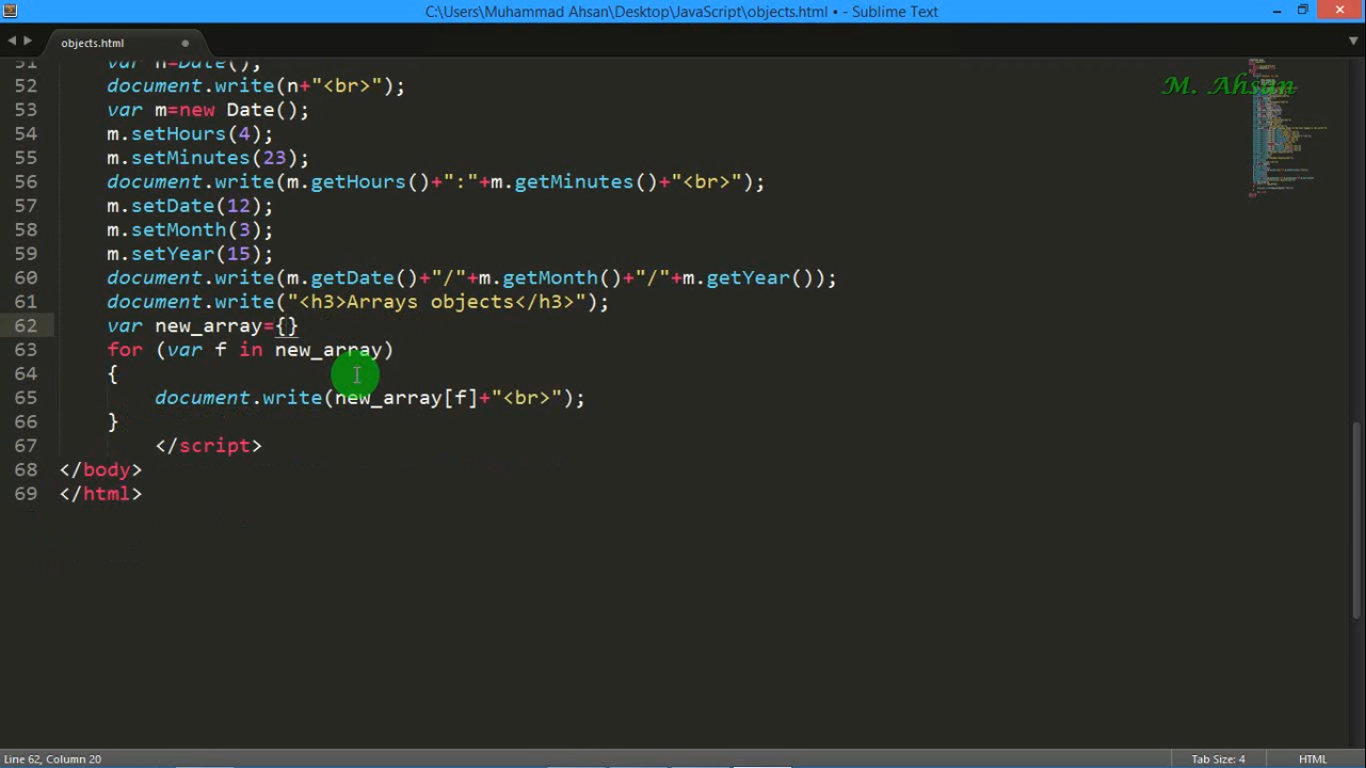 C:\Users\Muhammad Ahsan\Desktop\JavaScript\objects.html • - Sublime Text
objects.html
M. Ahsan
51 var n=Date();
52 document.write(n+"<br>");
53 var m=new Date();
54 m.setHours(4);
55 m.setMinutes(23);
56 document.write(m.getHours()+":"+m.getMinutes()+"<br>");
57 m.setDate(12);
58 m.setMonth(3);
59 m.setYear(15);
60 document.write(m.getDate()+"/"+m.getMonth()+"/"+m.getYear());
61 document.write("<h3>Arrays objects</h3>");
62 var new_array={}
63 for (var f in new_array)
64 {
65 document.write(new_array[f]+"<br>");
66 }
67 </script>
68 </body>
69 </html>
Line 62, Column 20
Tab Size: 4
HTML